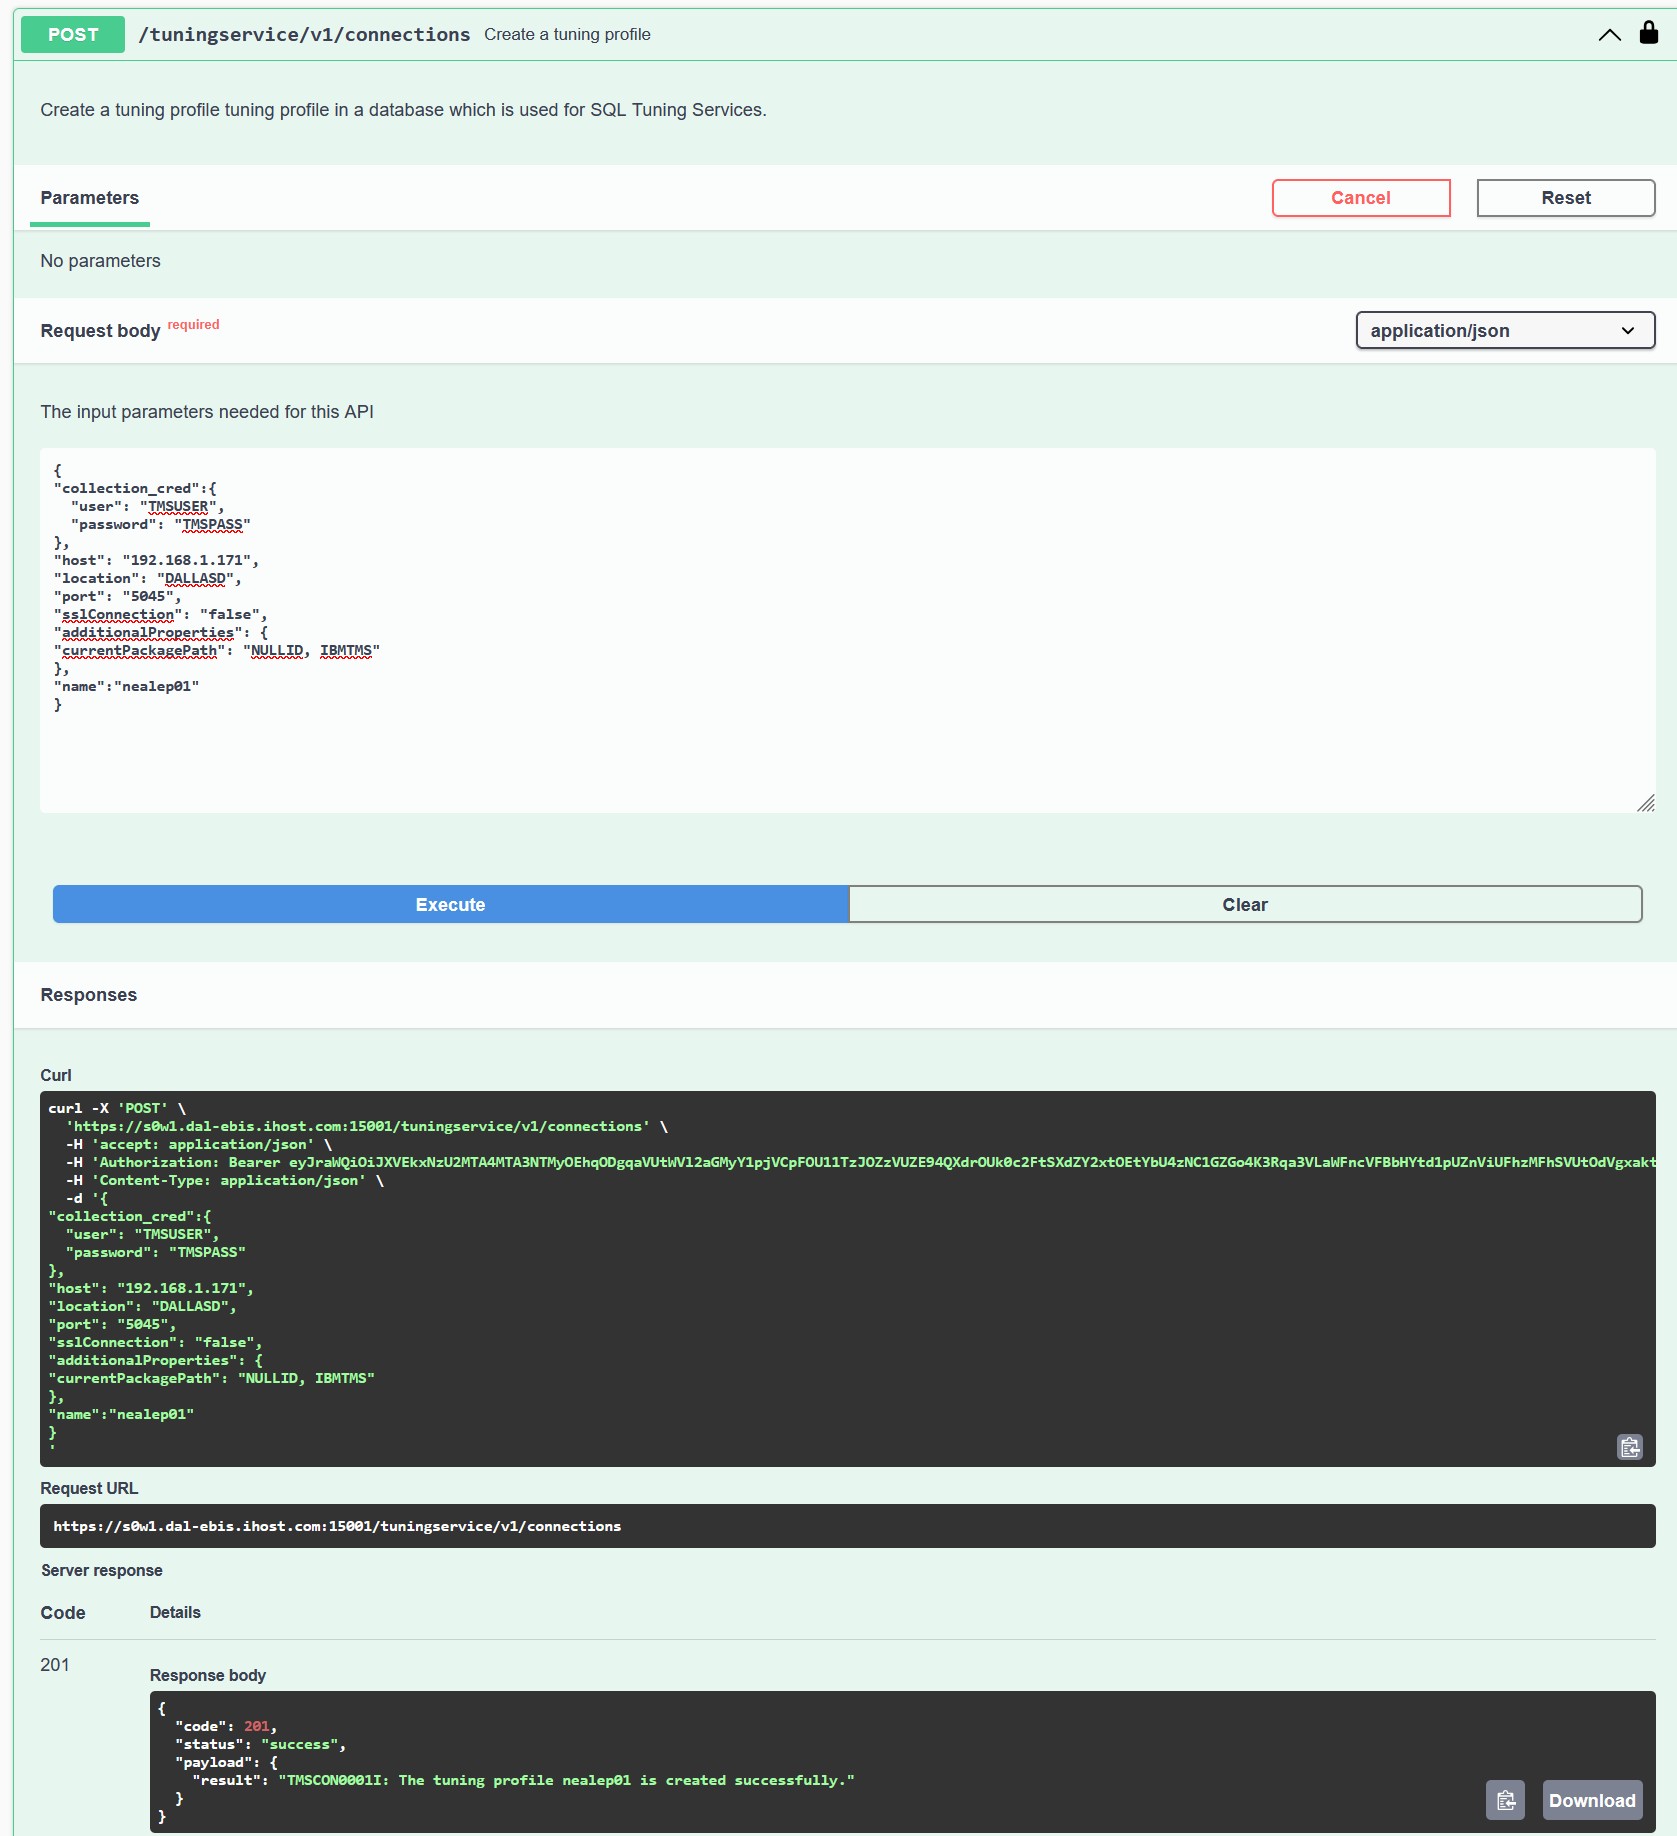 POST /tuningservice/v1/connections Create a tuning profile
Create a tuning profile tuning profile in a database which is used for SQL Tuning Services.
Parameters
Cancel
Reset
No parameters
Request body required
application/json
The input parameters needed for this API
{
"collection_cred":{
  "user": "TMSUSER",
  "password": "TMSPASS"
},
"host": "192.168.1.171",
"location": "DALLASD",
"port": "5045",
"sslConnection": "false",
"additionalProperties": {
"currentPackagePath": "NULLID, IBMTMS"
},
"name":"nealep01"
}
Execute
Clear
Responses
Curl
curl -X 'POST' \
  'https://s0w1.dal-ebis.ihost.com:15001/tuningservice/v1/connections' \
  -H 'accept: application/json' \
  -H 'Authorization: Bearer
  -H 'Content-Type: application/json' \
  -d '{
"collection_cred":{
  "user": "TMSUSER",
  "password": "TMSPASS"
},
"host": "192.168.1.171",
"location": "DALLASD",
"port": "5045",
"sslConnection": "false",
"additionalProperties": {
"currentPackagePath": "NULLID, IBMTMS"
},
"name":"nealep01"
}
'
Request URL
https://s0w1.dal-ebis.ihost.com:15001/tuningservice/v1/connections
Server response
Code Details
201
Response body
{
  "code": 201,
  "status": "success",
  "payload": {
    "result": "TMSCON0001I: The tuning profile nealep01 is created successfully."
  }
}
Download